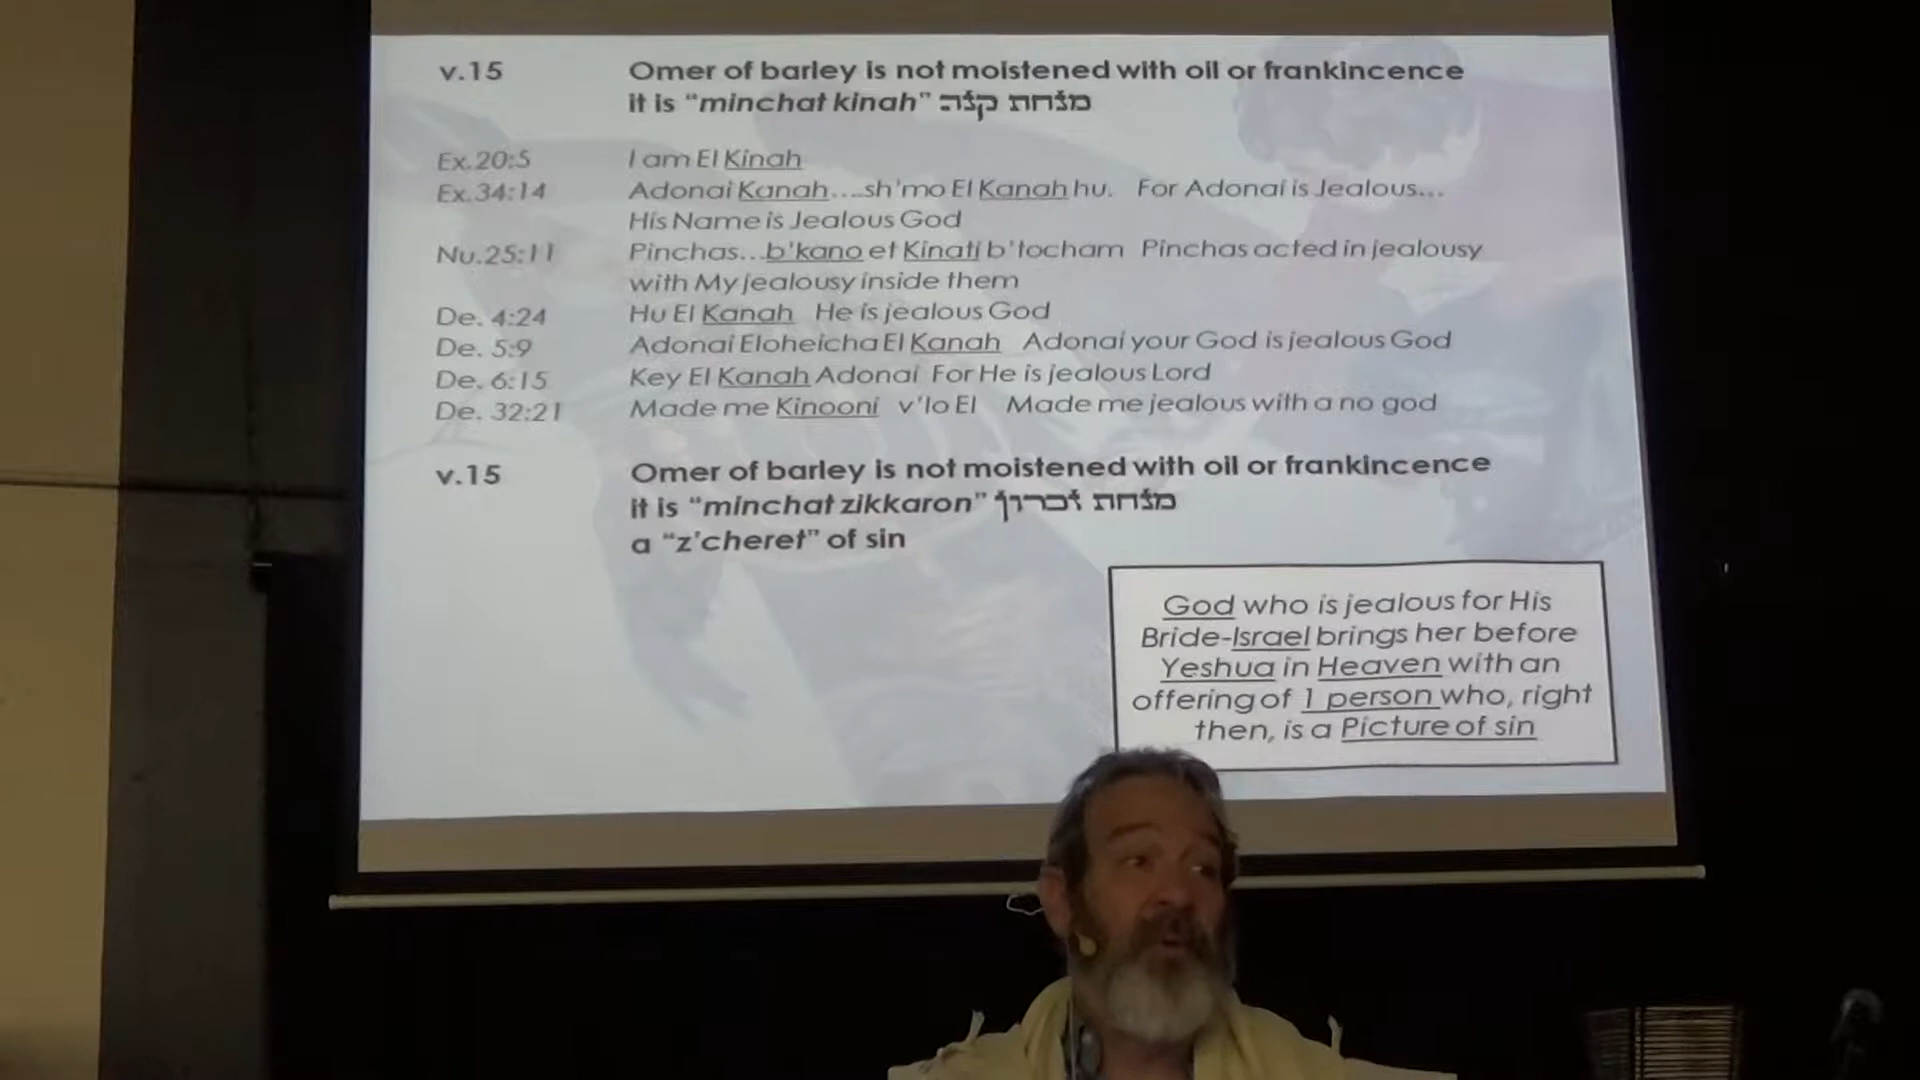 v.15 Omer of barley is not moistened with oil or frankincence
it is "minchat kinah" מנחת קנה
Ex.20:5 I am El Kinah
Ex.34:14 Adonai Kanah....sh'mo El Kanah hu. For Adonai is Jealous...
His Name is Jealous God
Nu.25:11 Pinchas...b'kano et Kinati b'tocham Pinchas acted in jealousy
with My jealousy inside them
De. 4:24 Hu El Kanah He is jealous God
De. 5:9 Adonai Eloheicha El Kanah Adonai your God is jealous God
De. 6:15 Key El Kanah Adonai For He is jealous Lord
De. 32:21 Made me Kinooni v'lo El Made me jealous with a no god
v.15 Omer of barley is not moistened with oil or frankincence
it is "minchat zikkaron" מנחת זכרון
a "z'cheret" of sin
God who is jealous for His
Bride-Israel brings her before
Yeshua in Heaven with an
offering of 1 person who, right
then, is a Picture of sin